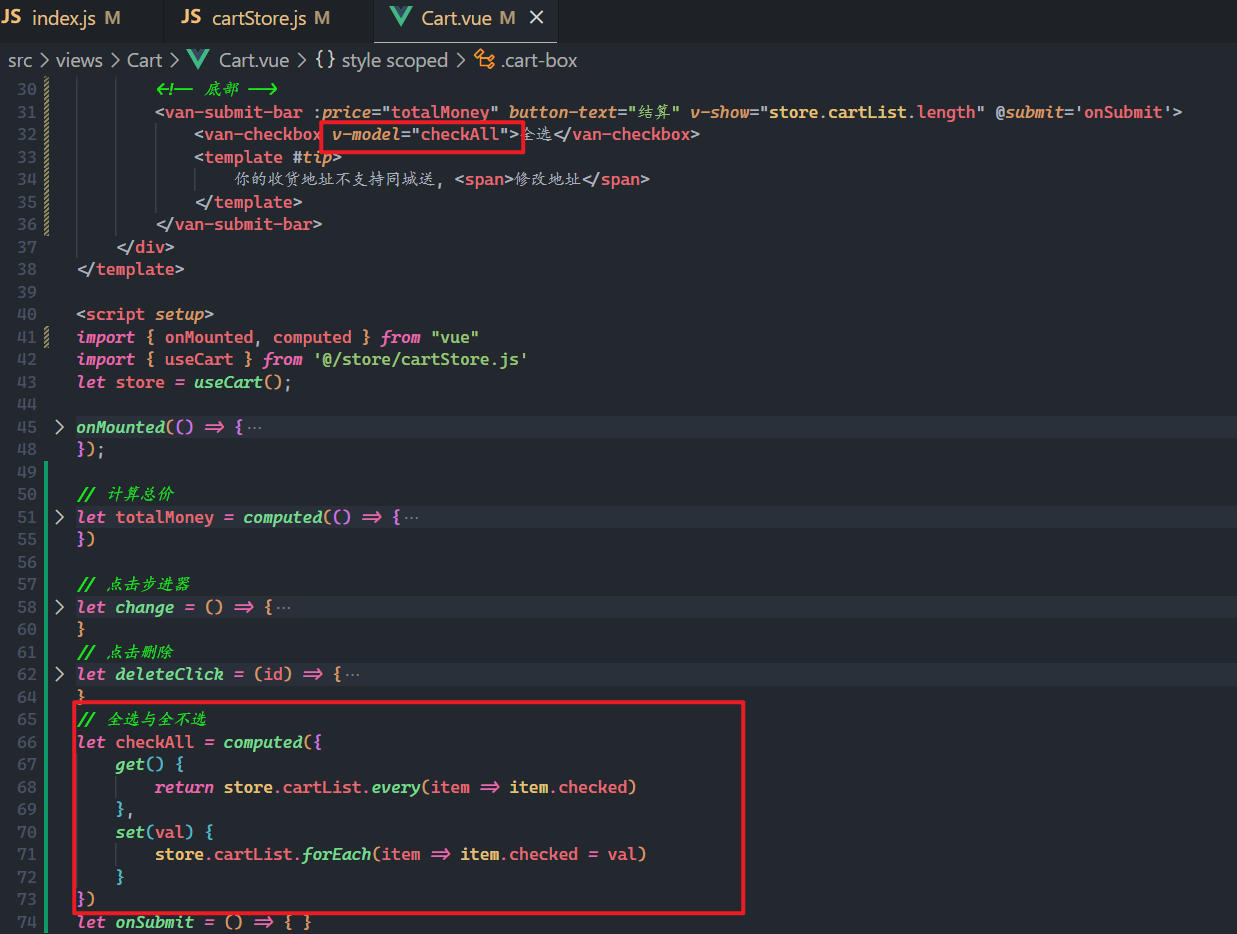 JS index.js M JS cartStore.js M Cart.vue M ×
src > views > Cart > Cart.vue > {} style scoped > .cart-box
30 <!-- 底部 -->
31 <van-submit-bar :price="totalMoney" button-text="结算" v-show="store.cartList.length" @submit='onSubmit'>
32 <van-checkbox v-model="checkAll">全选</van-checkbox>
33 <template #tip>
34 你的收货地址不支持同城送, <span>修改地址</span>
35 </template>
36 </van-submit-bar>
37 </div>
38 </template>
39
40 <script setup>
41 import { onMounted, computed } from "vue"
42 import { useCart } from '@/store/cartStore.js'
43 let store = useCart();
44
45 > onMounted(() => { ...
48 });
49
50 // 计算总价
51 > let totalMoney = computed(() => { ...
55 })
56
57 // 点击步进器
58 > let change = () => { ...
60 }
61 // 点击删除
62 > let deleteClick = (id) => { ...
64 }
65 // 全选与全不选
66 let checkAll = computed({
67 get() {
68 return store.cartList.every(item => item.checked)
69 },
70 set(val) {
71 store.cartList.forEach(item => item.checked = val)
72 }
73 })
74 let onSubmit = () => { }